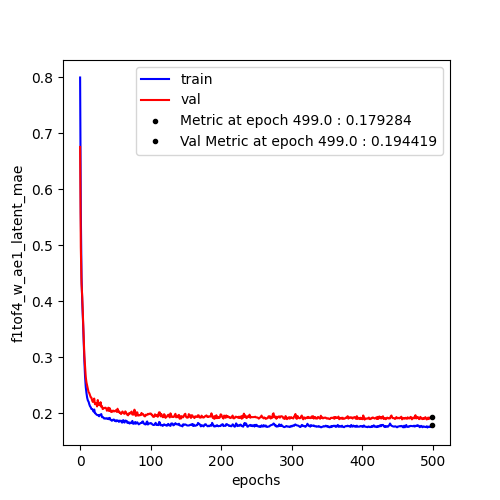 0.8
0.7
0.6
0.5
0.4
0.3
0.2
f1tof4_w_ae1_latent_mae
train
val
Metric at epoch 499.0 : 0.179284
Val Metric at epoch 499.0 : 0.194419
0 100 200 300 400 500
epochs